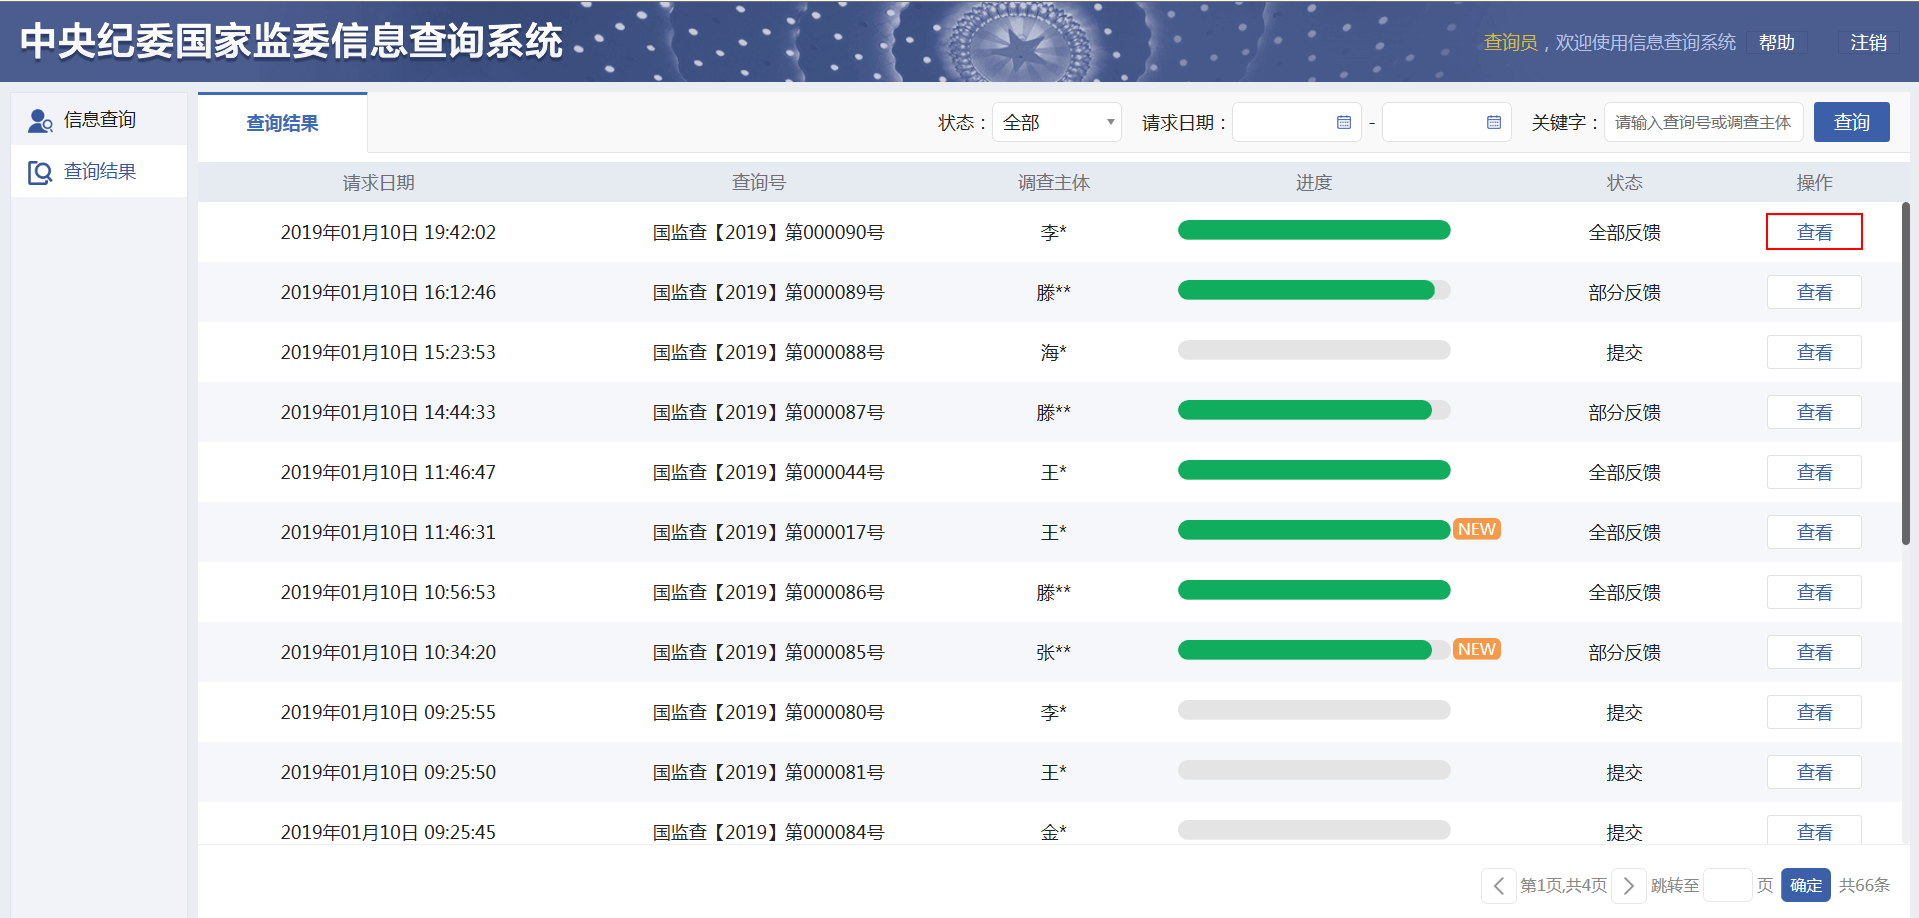 中央纪委国家监委信息查询系统
查询员，欢迎使用信息查询系统 帮助 注销
信息查询
查询结果
查询结果 状态： 全部 请求日期： - 关键字： 请输入查询号或调查主体 查询
请求日期 查询号 调查主体 进度 状态 操作
2019年01月10日 19:42:02 国监查【2019】第000090号 李* 全部反馈 查看
2019年01月10日 16:12:46 国监查【2019】第000089号 滕** 部分反馈 查看
2019年01月10日 15:23:53 国监查【2019】第000088号 海* 提交 查看
2019年01月10日 14:44:33 国监查【2019】第000087号 滕** 部分反馈 查看
2019年01月10日 11:46:47 国监查【2019】第000044号 王* 全部反馈 查看
2019年01月10日 11:46:31 国监查【2019】第000017号 王* NEW 全部反馈 查看
2019年01月10日 10:56:53 国监查【2019】第000086号 滕** 全部反馈 查看
2019年01月10日 10:34:20 国监查【2019】第000085号 张** NEW 部分反馈 查看
2019年01月10日 09:25:55 国监查【2019】第000080号 李* 提交 查看
2019年01月10日 09:25:50 国监查【2019】第000081号 王* 提交 查看
2019年01月10日 09:25:45 国监查【2019】第000084号 金* 提交 查看
第1页,共4页 跳转至 页 确定 共66条